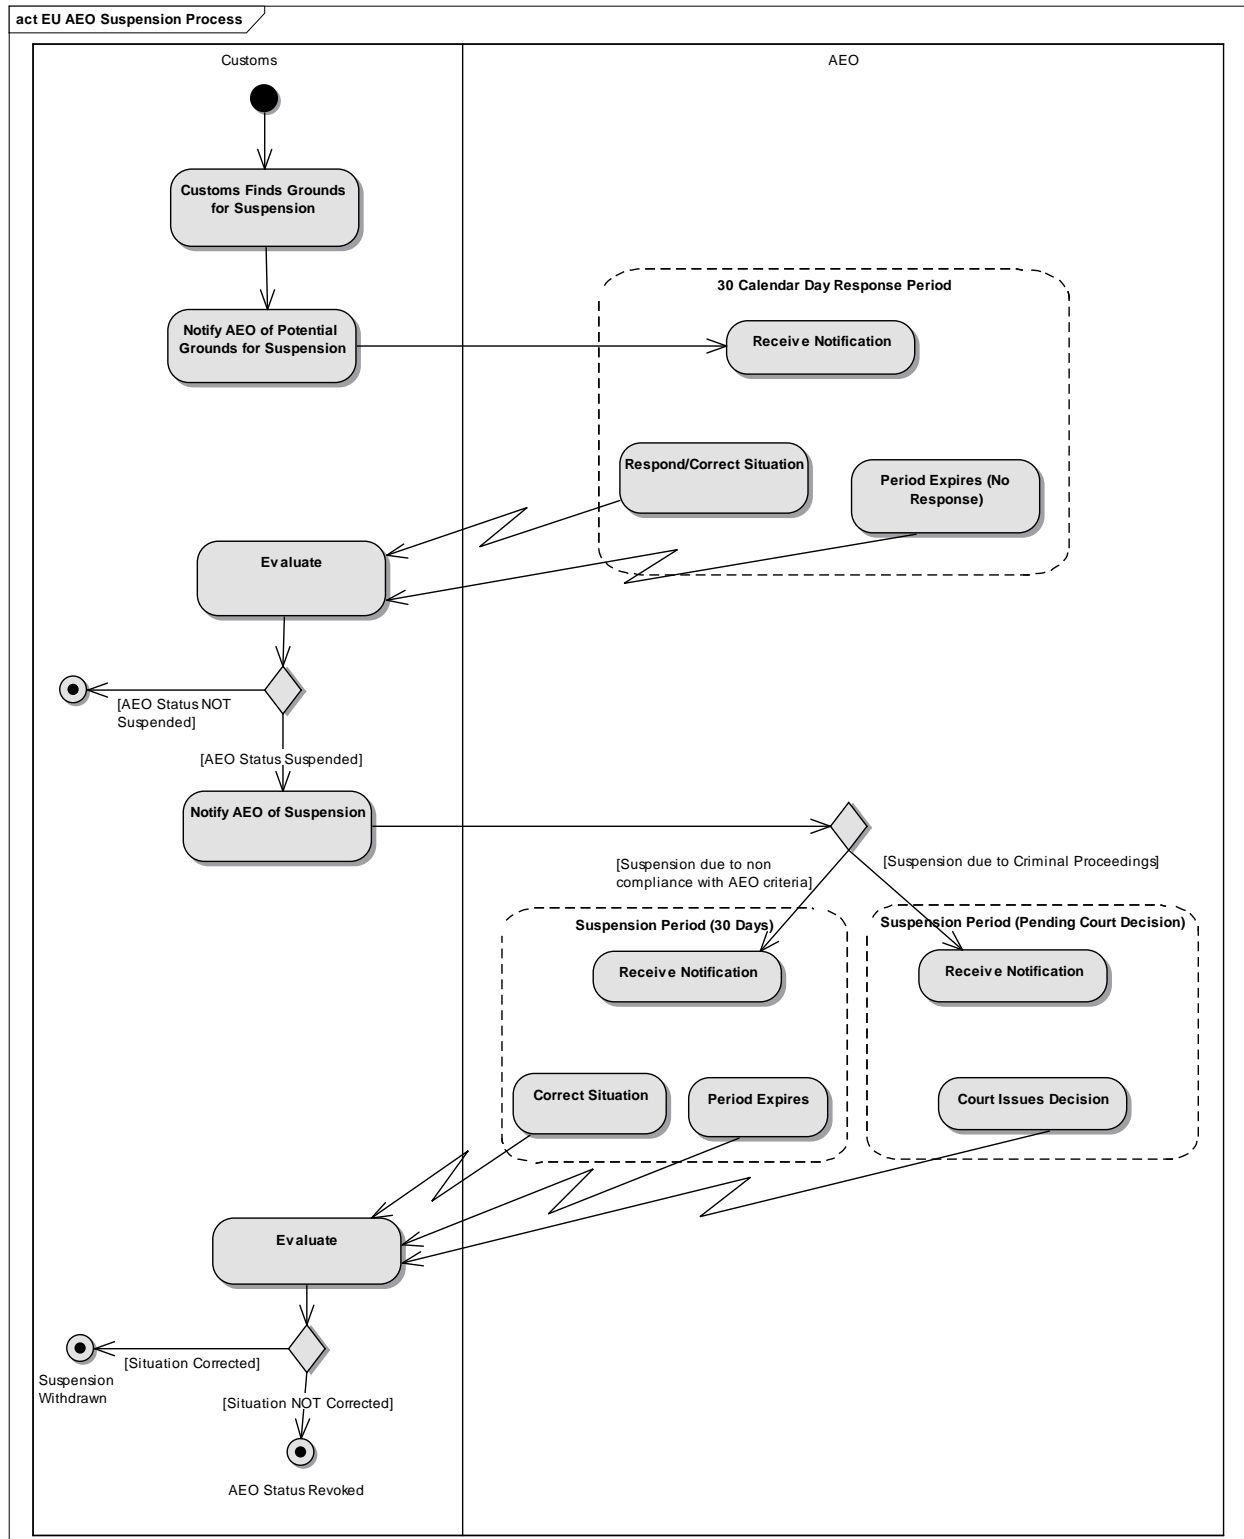 act EU AEO Suspension Process
Customs
AEO
Customs Finds Grounds
for Suspension
30 Calendar Day Response Period
Notify AEO of Potential
Grounds for Suspension
Receive Notification
Respond/Correct Situation
Period Expires (No
Response)
Evaluate
[AEO Status NOT
Suspended]
[AEO Status Suspended]
Notify AEO of Suspension
[Suspension due to non
compliance with AEO criteria]
[Suspension due to Criminal Proceedings]
Suspension Period (30 Days)
Suspension Period (Pending Court Decision)
Receive Notification
Receive Notification
Correct Situation
Period Expires
Court Issues Decision
Evaluate
[Situation Corrected]
Suspension
Withdrawn
[Situation NOT Corrected]
AEO Status Revoked